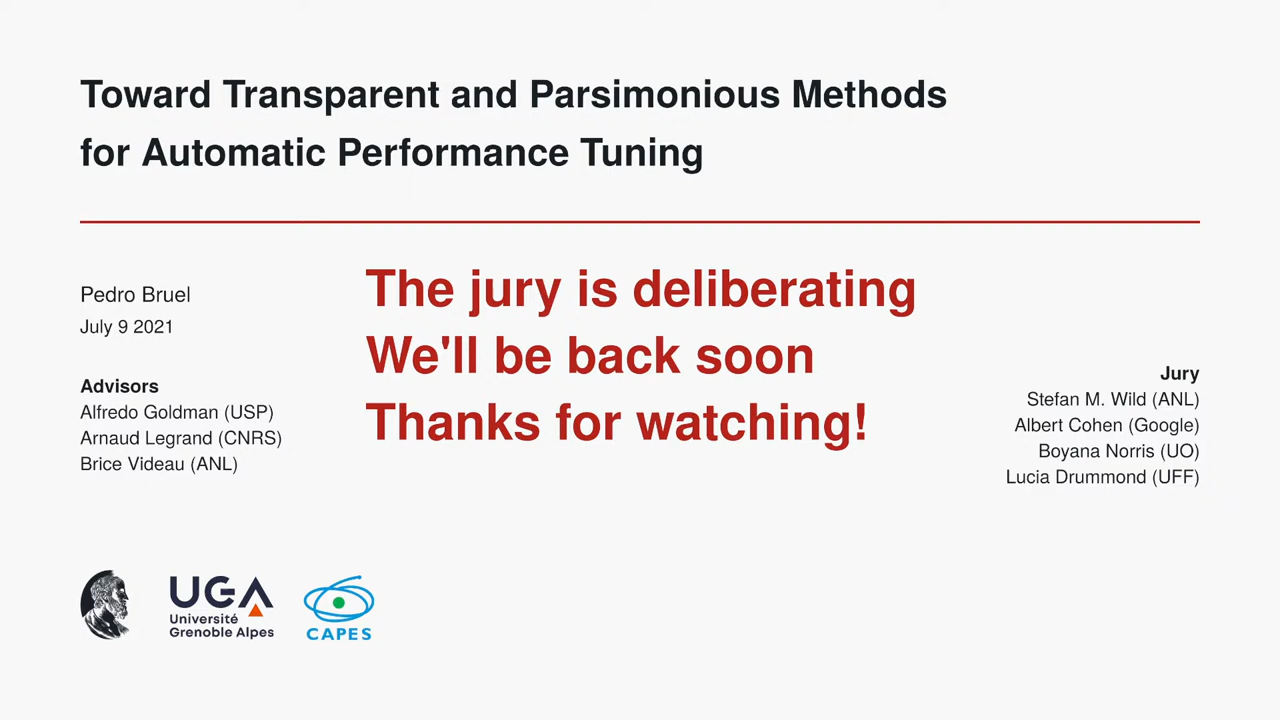 Toward Transparent and Parsimonious Methods
for Automatic Performance Tuning
Pedro Bruel
July 9 2021
Advisors
Alfredo Goldman (USP)
Arnaud Legrand (CNRS)
Brice Videau (ANL)
The jury is deliberating
We'll be back soon
Thanks for watching!
Jury
Stefan M. Wild (ANL)
Albert Cohen (Google)
Boyana Norris (UO)
Lucia Drummond (UFF)
UGA
Université
Grenoble Alpes
CAPES